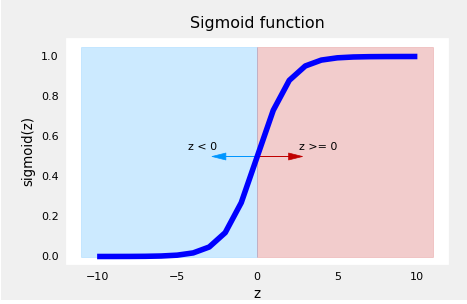 Sigmoid function
sigmoid(z)
1.0
0.8
0.6
0.4
0.2
0.0
z < 0
z >= 0
−10
−5
0
5
10
z